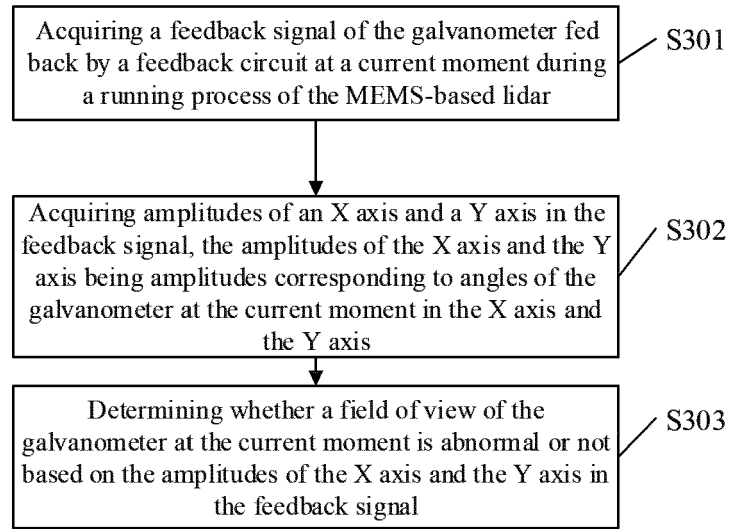 Acquiring a feedback signal of the galvanometer fed
back by a feedback circuit at a current moment during
a running process of the MEMS-based lidar
S301
Acquiring amplitudes of an X axis and a Y axis in the
feedback signal, the amplitudes of the X axis and the Y
axis being amplitudes corresponding to angles of the
galvanometer at the current moment in the X axis and
the Y axis
S302
Determining whether a field of view of the
galvanometer at the current moment is abnormal or not
based on the amplitudes of the X axis and the Y axis in
the feedback signal
S303